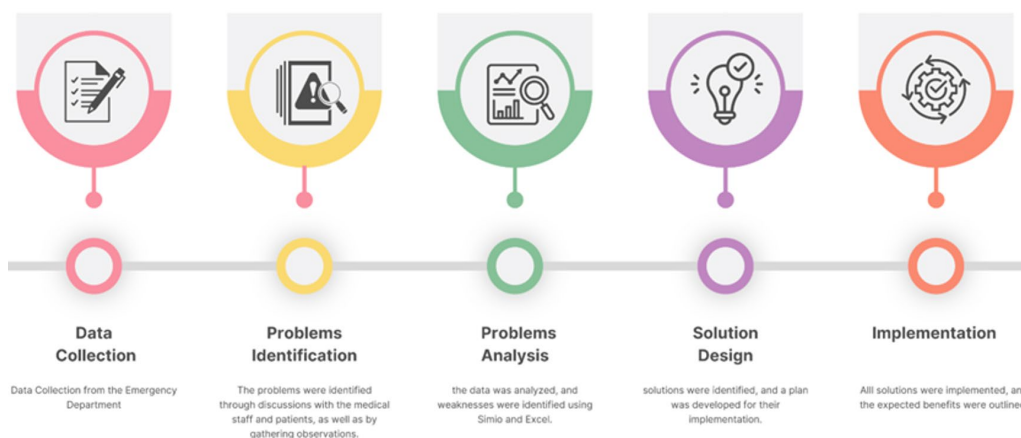 Data
Collection
Data Collection from the Emergency
Department
Problems
Identification
The problems were identified
through discussions with the medical
staff and patients, as well as by
gathering observations.
Problems
Analysis
the data was analyzed, and
weaknesses were identified using
Simio and Excel.
Solution
Design
solutions were identified, and a plan
was developed for their
implementation.
Implementation
Alll solutions were implemented, an
the expected benefits were outline